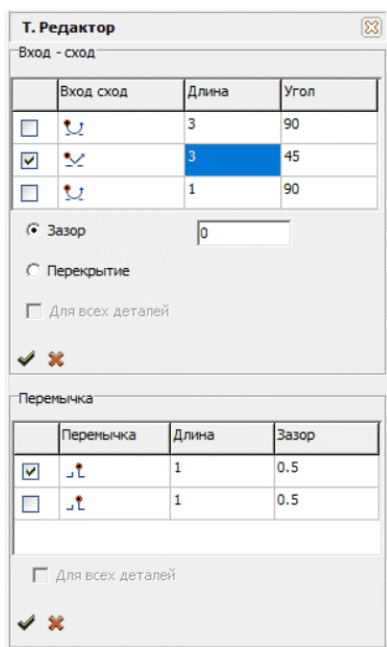 Т. Редактор
Вход - сход
Вход сход Длина Угол
3 90
3 45
1 90
Зазор 0
Перекрытие
Для всех деталей
Перемычка
Перемычка Длина Зазор
1 0.5
1 0.5
Для всех деталей